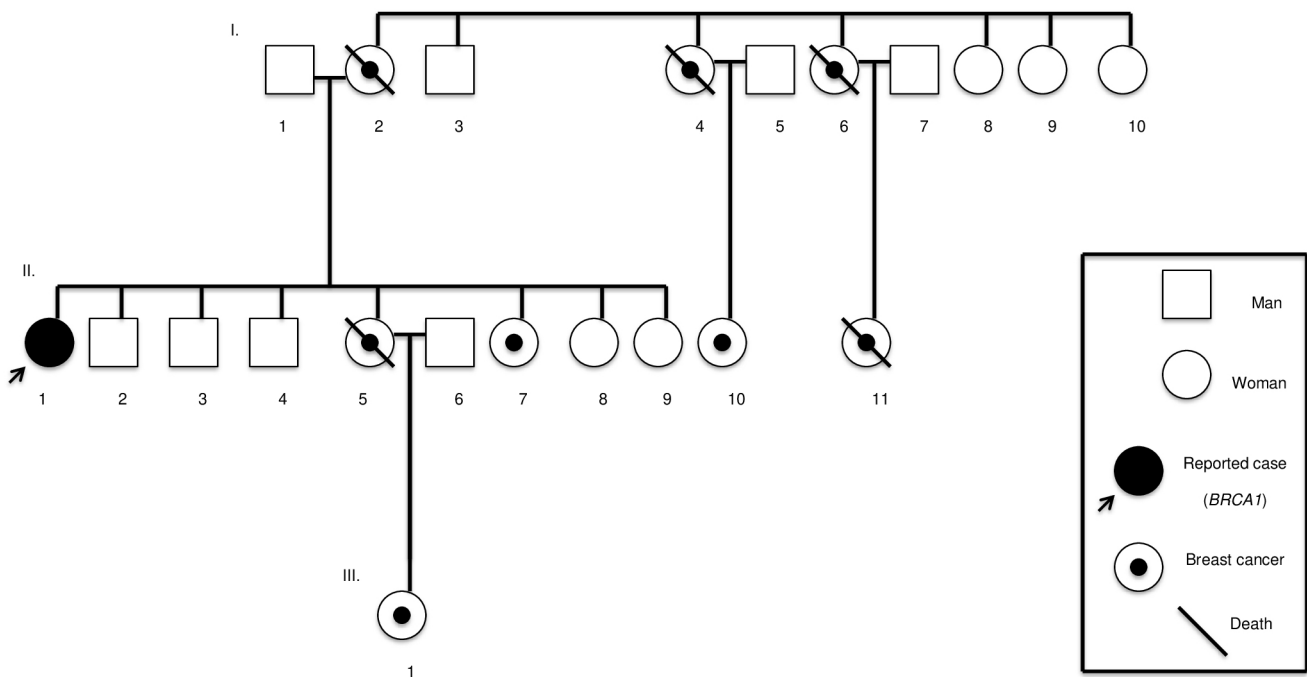 I.
1 2 3 4 5 6 7 8 9 10
II.
1 2 3 4 5 6 7 8 9 10 11
III.
1
Man
Woman
Reported case
(BRCA1)
Breast cancer
Death